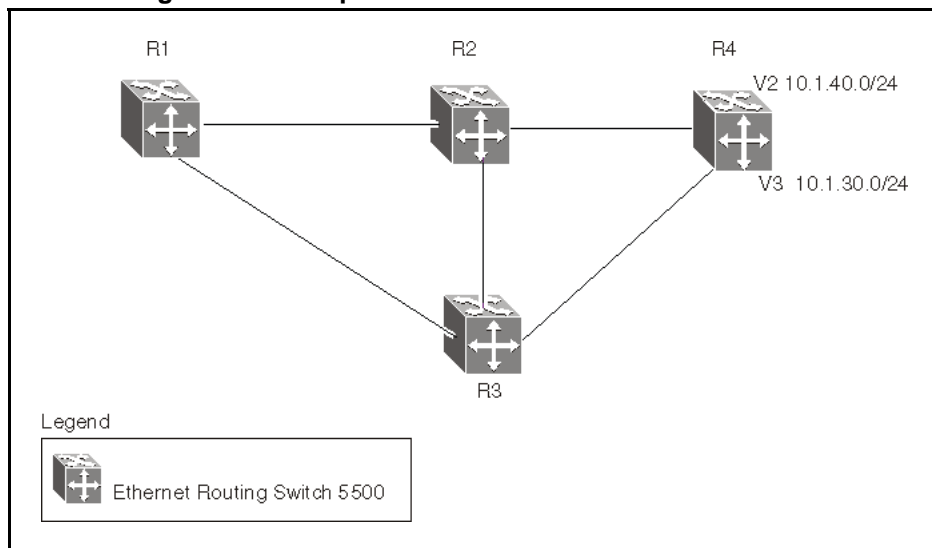 R1
R2
R4
V2 10.1.40.0/24
V3 10.1.30.0/24
R3
Legend
Ethernet Routing Switch 5500